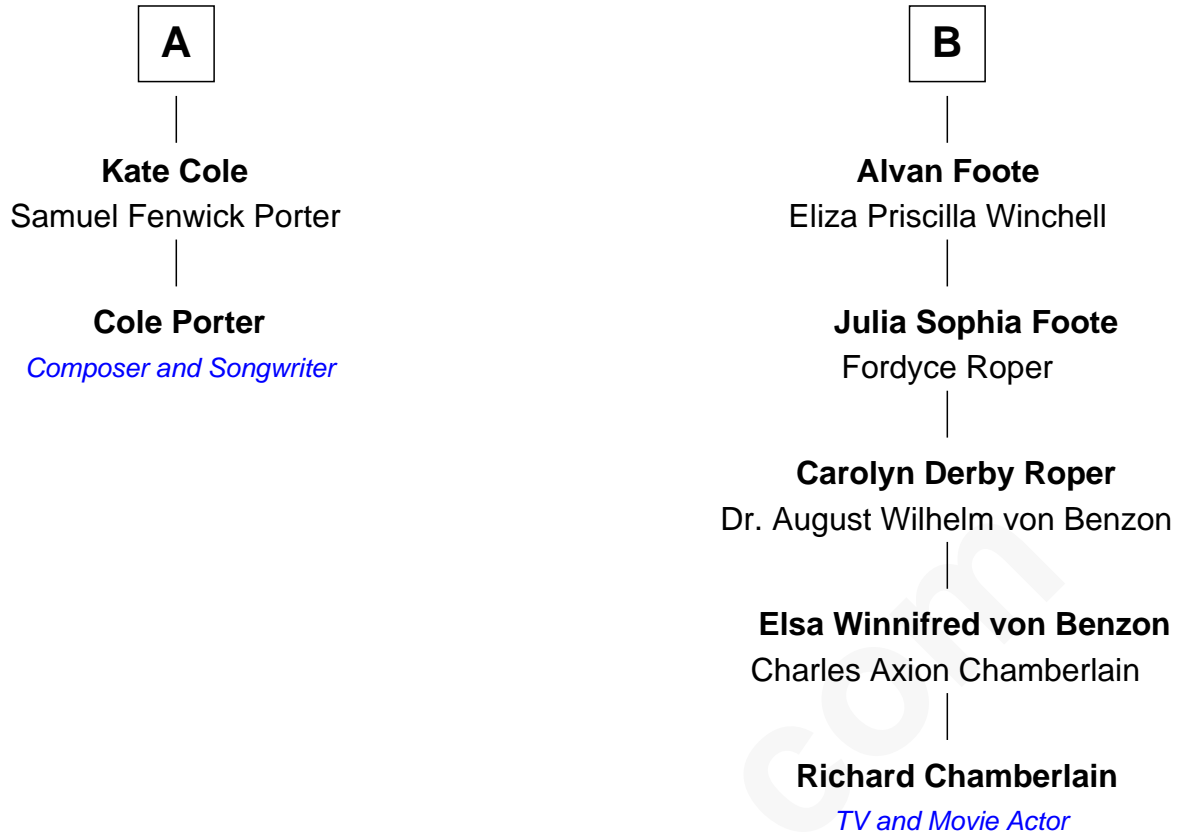 A
Kate Cole
Samuel Fenwick Porter
Cole Porter
Composer and Songwriter
B
Alvan Foote
Eliza Priscilla Winchell
Julia Sophia Foote
Fordyce Roper
Carolyn Derby Roper
Dr. August Wilhelm von Benzon
Elsa Winnifred von Benzon
Charles Axion Chamberlain
Richard Chamberlain
TV and Movie Actor
com